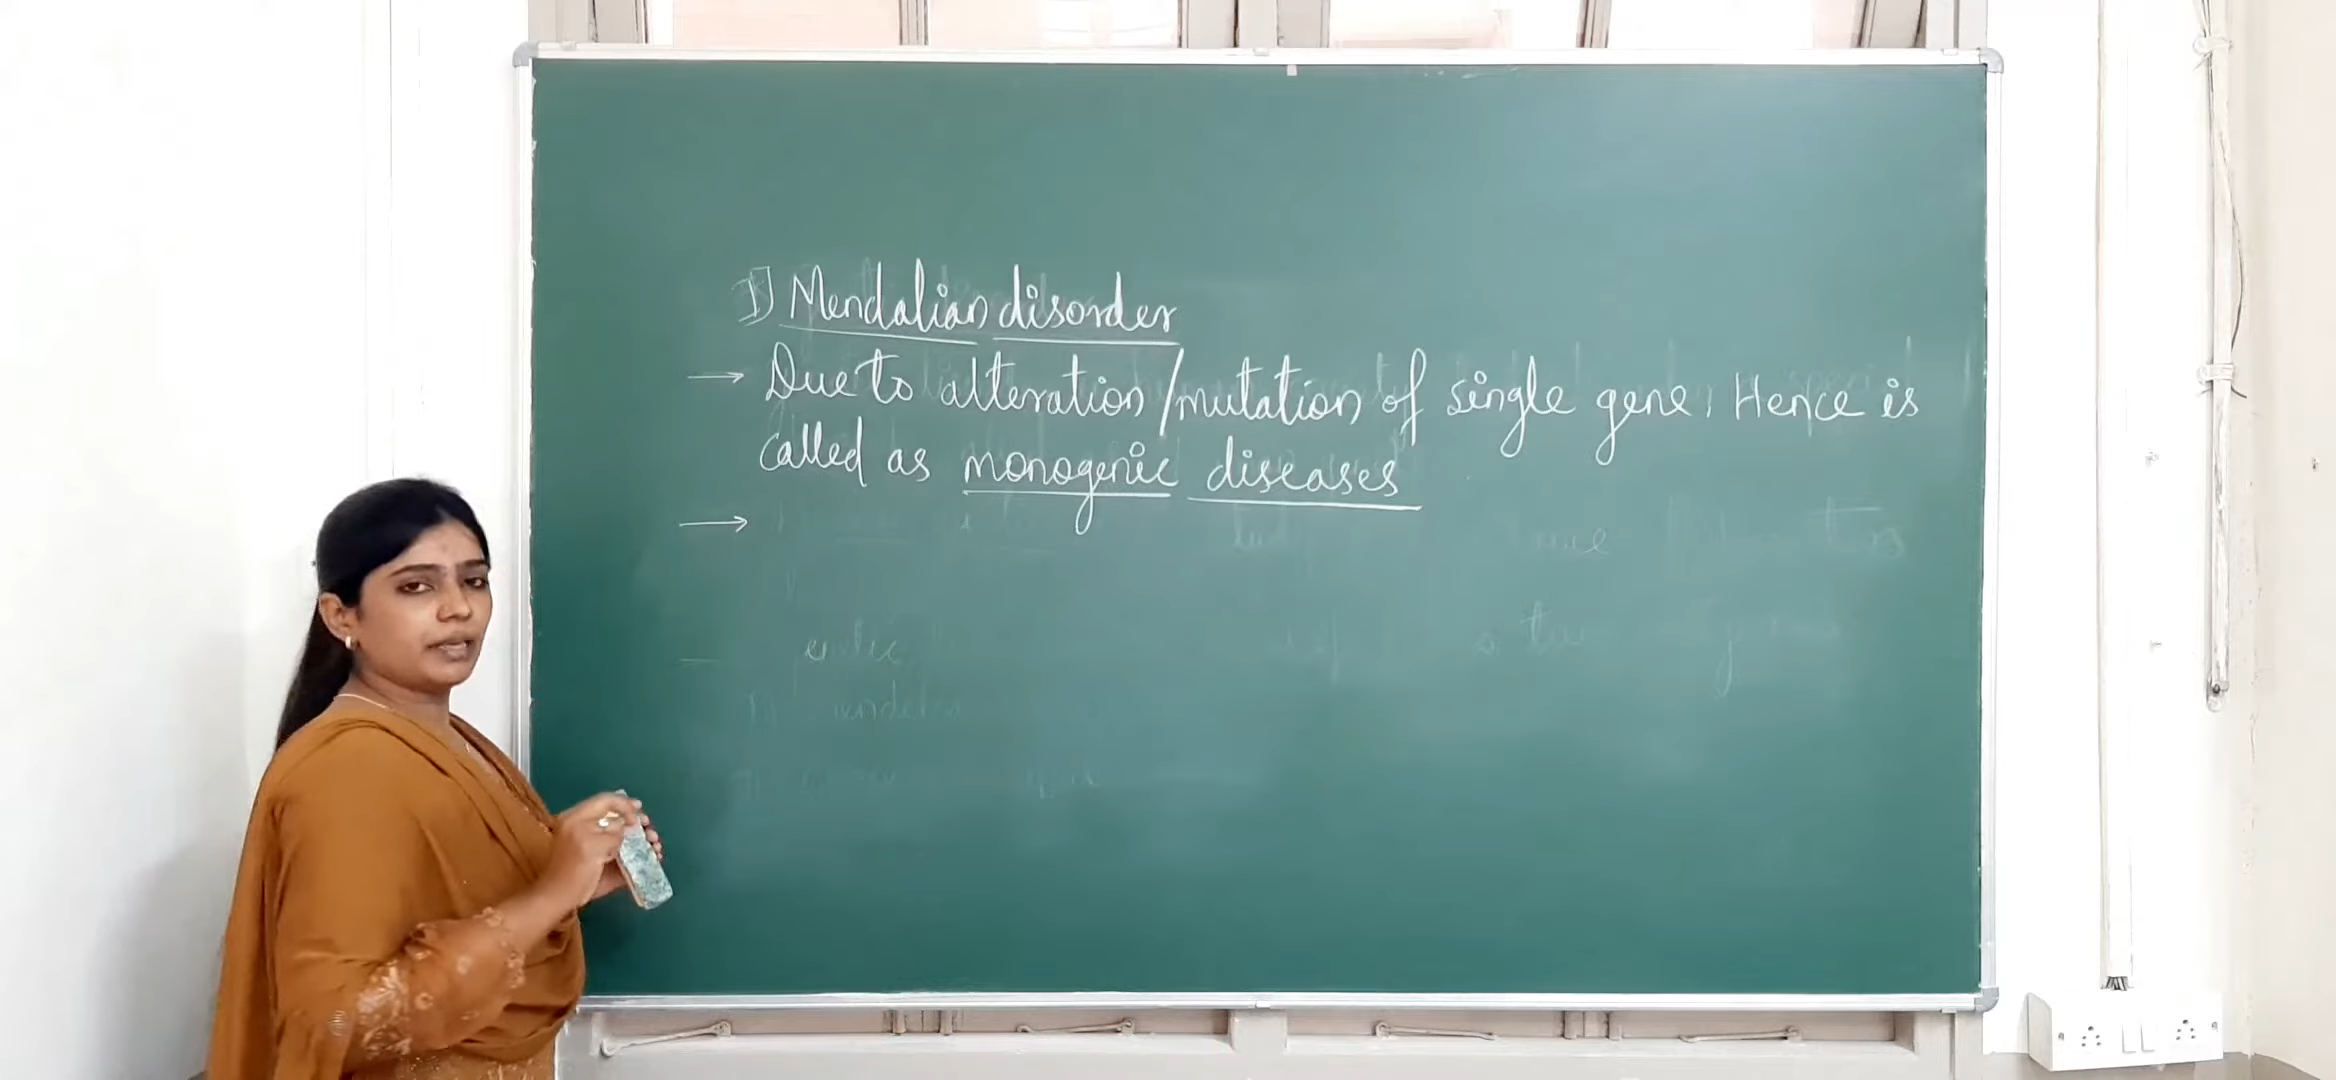 I) Mendalian disorder
→ Due to alteration/mutation of single gene, Hence is
called as monogenic diseases
→